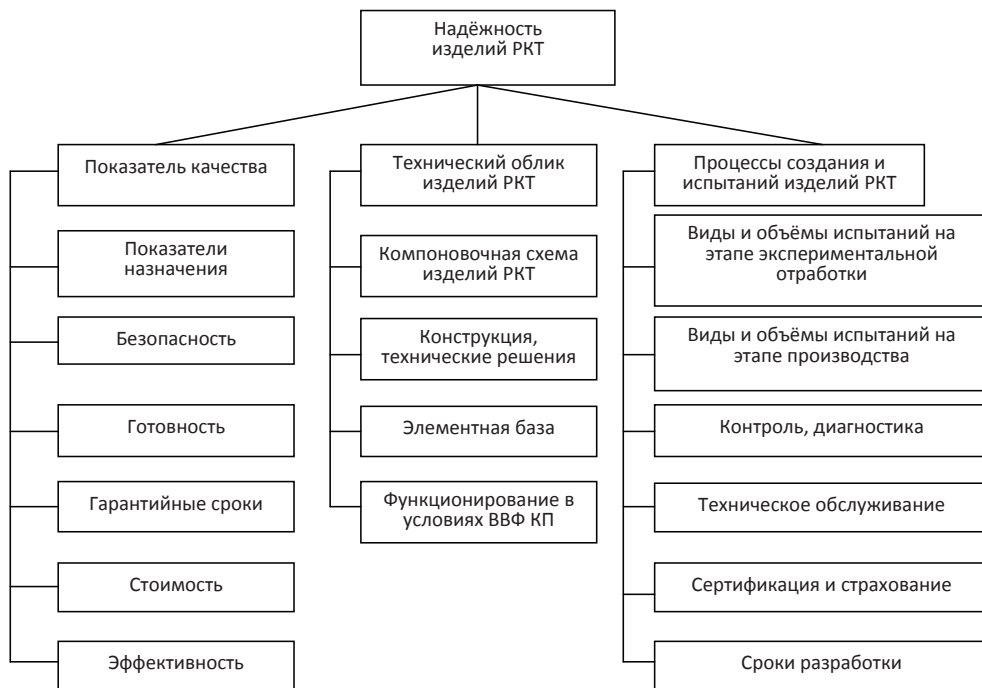 Надёжность
изделий РКТ
Показатель качества
Показатели
назначения
Безопасность
Готовность
Гарантийные сроки
Стоимость
Эффективность
Технический облик
изделий РКТ
Компоновочная схема
изделий РКТ
Конструкция,
технические решения
Элементная база
Функционирование в
условиях ВВФ КП
Процессы создания и
испытаний изделий РКТ
Виды и объёмы испытаний на
этапе экспериментальной
отработки
Виды и объёмы испытаний на
этапе производства
Контроль, диагностика
Техническое обслуживание
Сертификация и страхование
Сроки разработки